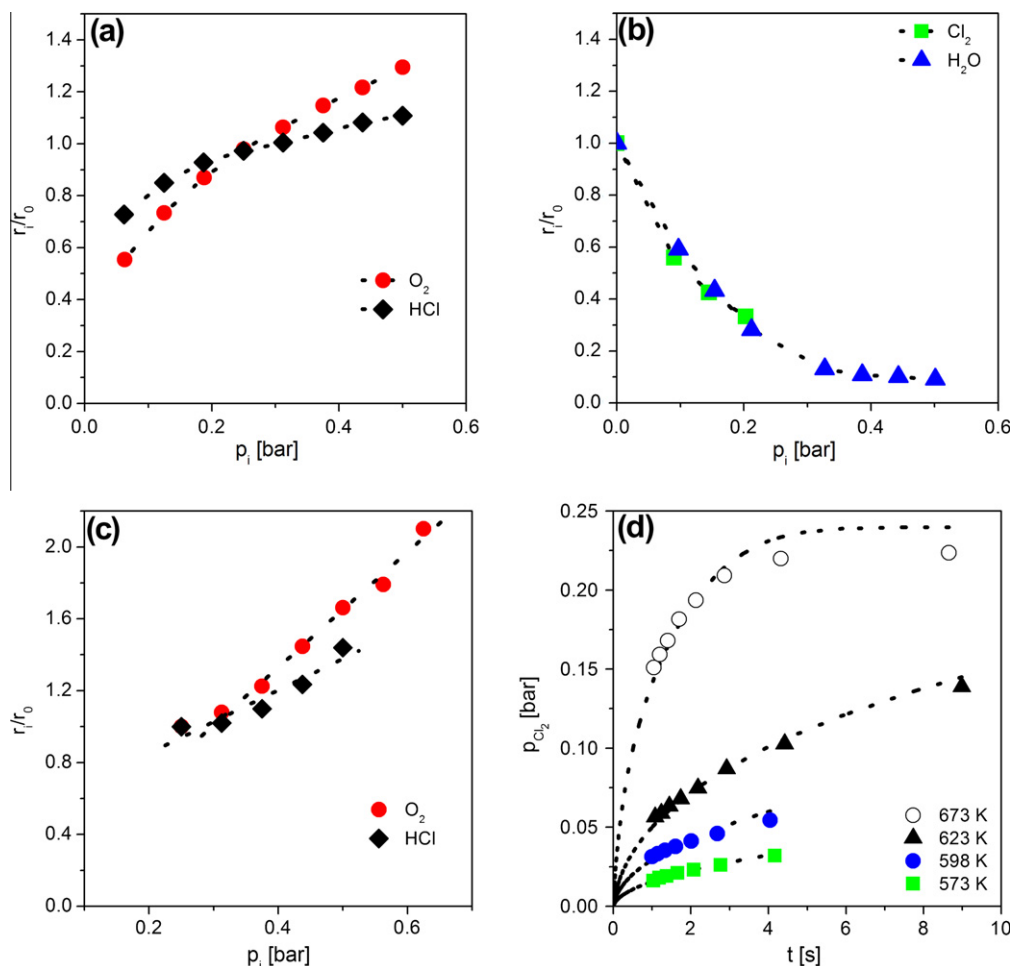 (a)
1.4
1.2
1.0
0.8
0.6
0.4
0.2
0.0
r_i/r_0
O_2
HCl
0.0 0.2 0.4 0.6
p_i [bar]
(b)
Cl_2
H_2O
1.4
1.2
1.0
0.8
0.6
0.4
0.2
0.0
r_i/r_0
0.0 0.2 0.4 0.6
p_i [bar]
(c)
2.0
1.6
1.2
0.8
0.4
0.0
r_i/r_0
O_2
HCl
0.2 0.4 0.6
p_i [bar]
(d)
0.25
0.20
0.15
0.10
0.05
0.00
p_Cl_2 [bar]
673 K
623 K
598 K
573 K
0 2 4 6 8 10
t [s]